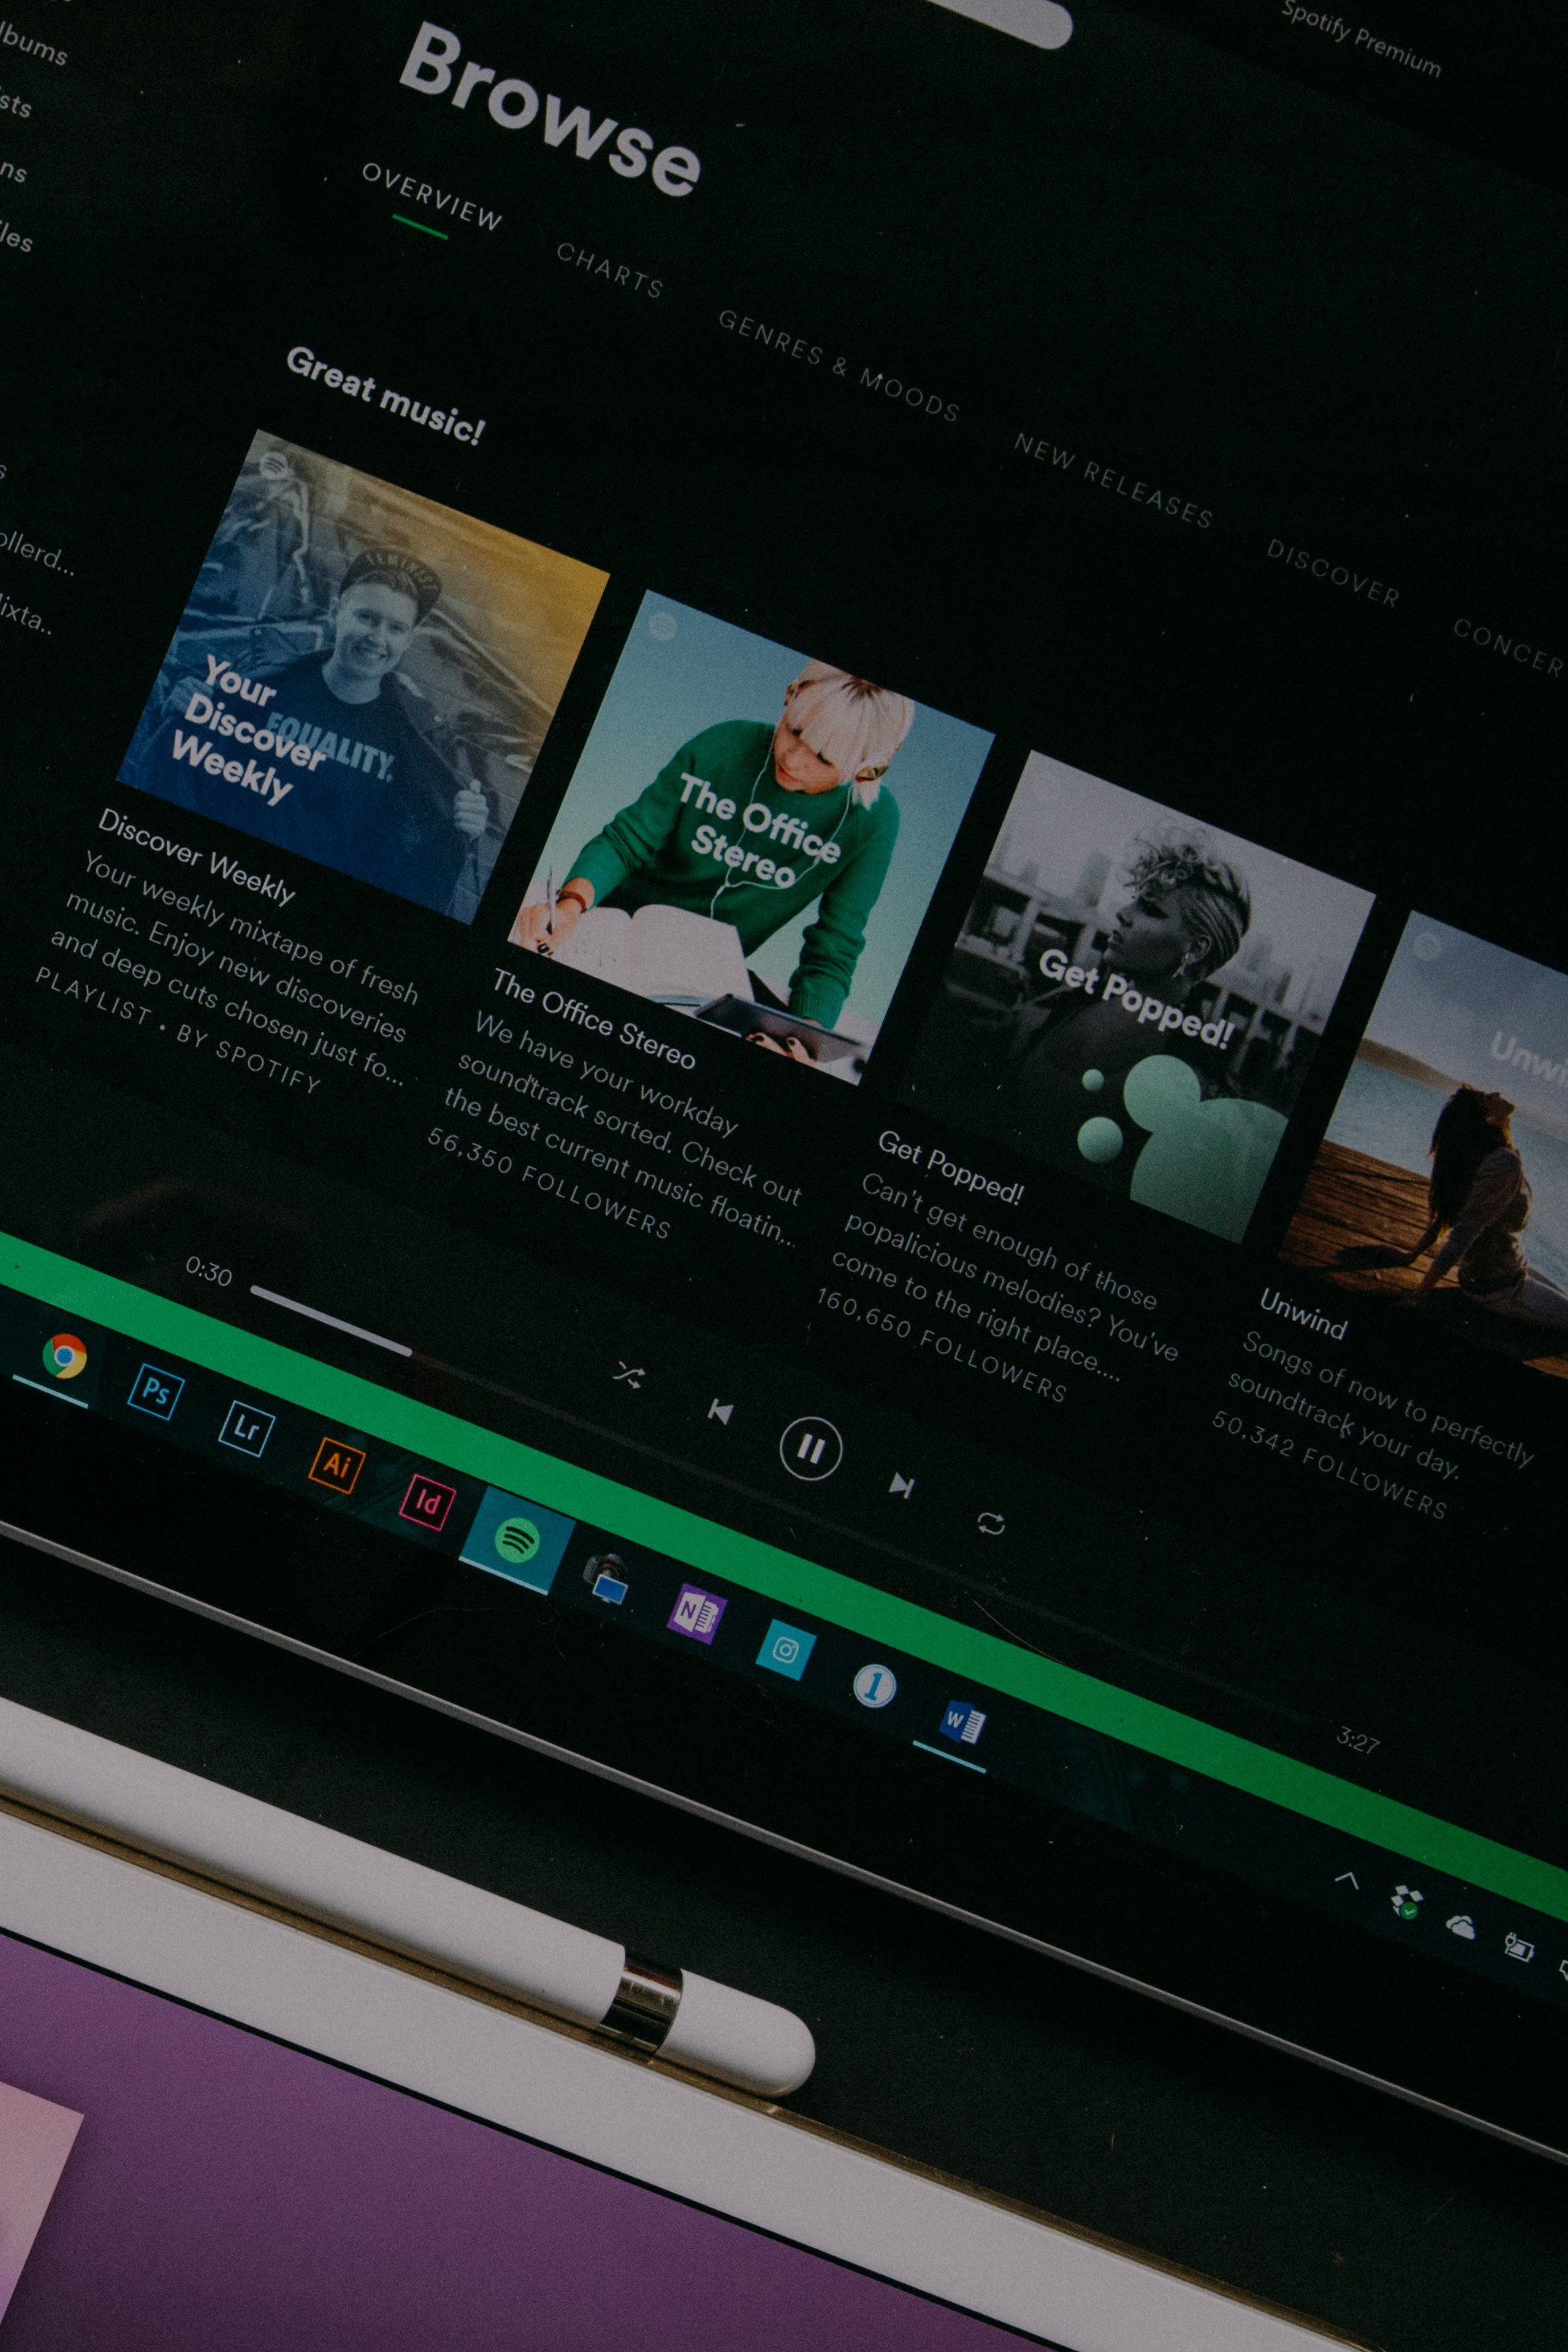 Spotify Premium
Browse
OVERVIEW
CHARTS
GENRES & MOODS
NEW RELEASES
DISCOVER
CONCER
lbums
sts
ns
les
s
ollerd...
lixta..
Great music!
FEMINIST
EQUALITY.
Your
Discover
Weekly
Discover Weekly
Your weekly mixtape of fresh
music. Enjoy new discoveries
and deep cuts chosen just fo...
PLAYLIST • BY SPOTIFY
The Office
Stereo
The Office Stereo
We have your workday
soundtrack sorted. Check out
the best current music floatin...
56,350 FOLLOWERS
Get Popped!
Get Popped!
Can't get enough of those
popalicious melodies? You've
come to the right place....
160,650 FOLLOWERS
Unwi
Unwind
Songs of now to perfectly
soundtrack your day.
50,342 FOLLOWERS
0:30
3:27
Ps
Lr
Ai
Id
N
1
W